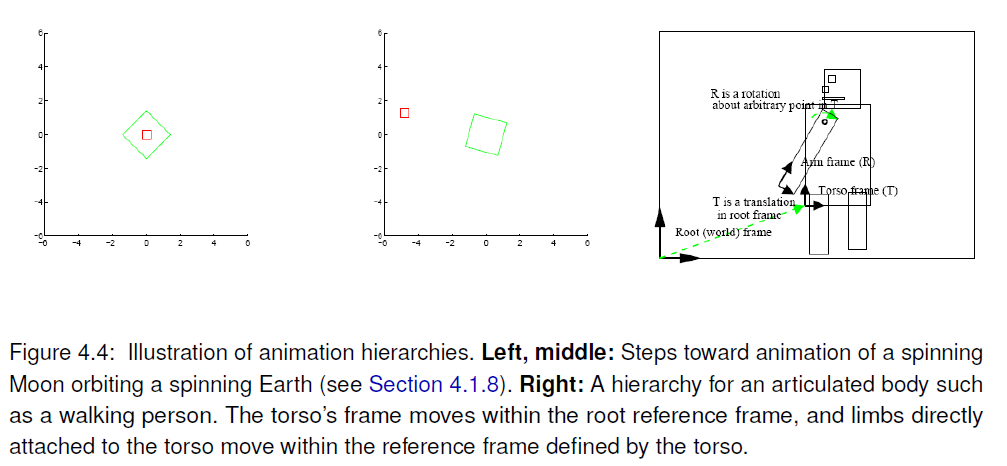 6
4
2
0
−2
−4
−6
−6
−4
−2
0
2
4
6
6
4
2
0
−2
−4
−6
−6
−4
−2
0
2
4
6
R is a rotation
about arbitrary point in
Arm frame (R)
Torso frame (T)
T is a translation
in root frame
Root (world) frame
Figure 4.4: Illustration of animation hierarchies. Left, middle: Steps toward animation of a spinning
Moon orbiting a spinning Earth (see Section 4.1.8). Right: A hierarchy for an articulated body such
as a walking person. The torso’s frame moves within the root reference frame, and limbs directly
attached to the torso move within the reference frame defined by the torso.